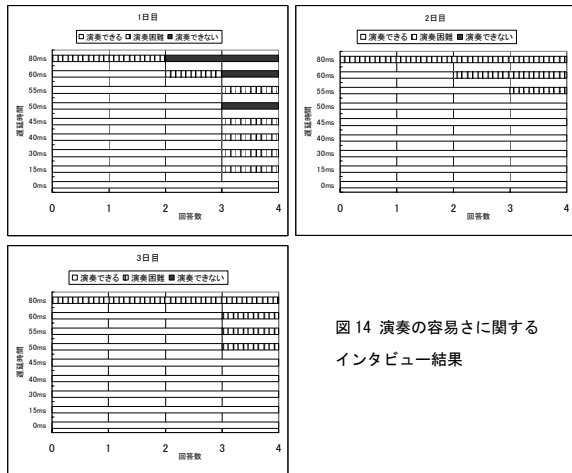 1日目
□演奏できる ▥演奏困難 ■演奏できない
遅延時間
80ms
60ms
55ms
50ms
45ms
40ms
30ms
15ms
0ms
0 1 2 3 4
回答数
2日目
□演奏できる ▥演奏困難 ■演奏できない
遅延時間
80ms
60ms
55ms
50ms
45ms
40ms
30ms
15ms
0ms
0 1 2 3 4
回答数
3日目
□演奏できる ▥演奏困難 ■演奏できない
遅延時間
80ms
60ms
55ms
50ms
45ms
40ms
30ms
15ms
0ms
0 1 2 3 4
回答数
図14 演奏の容易さに関する
インタビュー結果